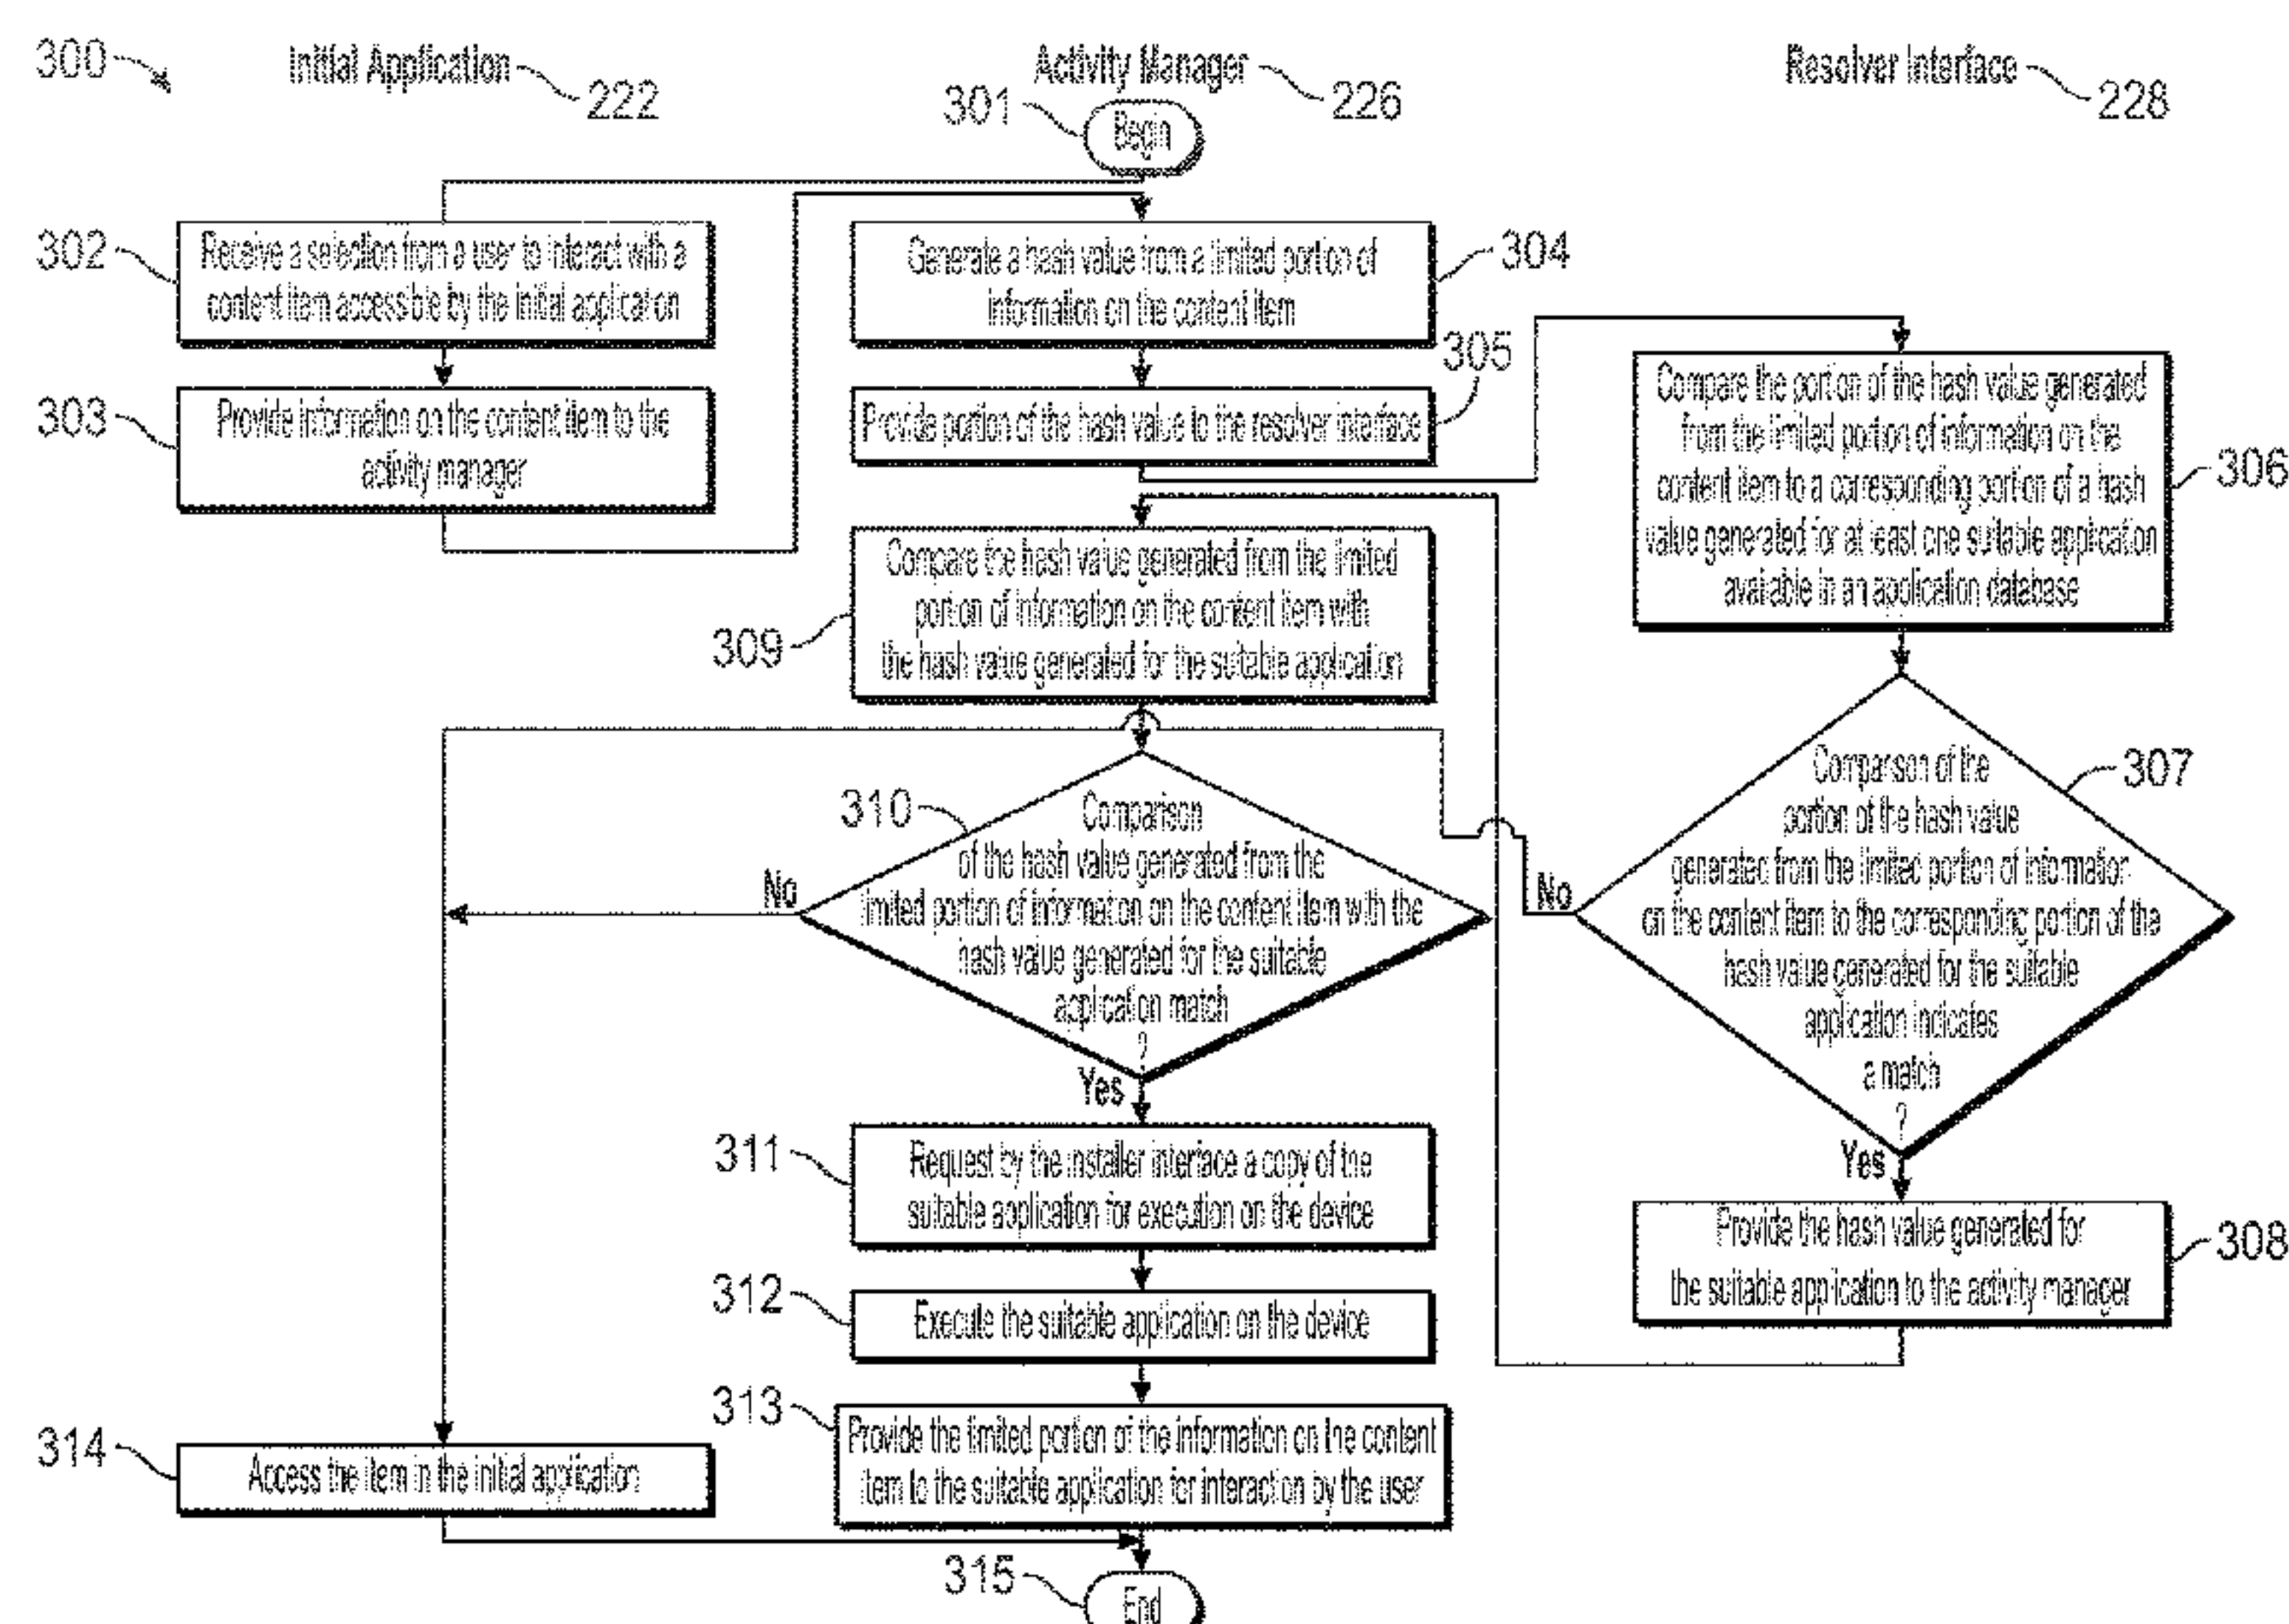 300
Initial Application
222
Activity Manager
226
Resolver Interface
228
301
Begin
302
Receive a selection from a user to interact with a
content item accessible by the initial application
303
Provide information on the content item to the
activity manager
304
Generate a hash value from a limited portion of
information on the content item
305
Provide portion of the hash value to the resolver interface
306
Compare the portion of the hash value generated
from the limited portion of information on the
content item to a corresponding portion of a hash
value generated for at least one suitable application
available in an application database
309
Compare the hash value generated from the limited
portion of information on the content item with
the hash value generated for the suitable application
307
Comparison of the
portion of the hash value
generated from the limited portion of information
on the content item to the corresponding portion of the
hash value generated for the suitable
application indicates
a match
?
No
Yes
310
Comparison
of the hash value generated from the
limited portion of information on the content item with the
hash value generated for the suitable
application match
?
No
Yes
308
Provide the hash value generated for
the suitable application to the activity manager
311
Request by the installer interface a copy of the
suitable application for execution on the device
312
Execute the suitable application on the device
313
Provide the limited portion of the information on the content
item to the suitable application for interaction by the user
314
Access the item in the initial application
315
End